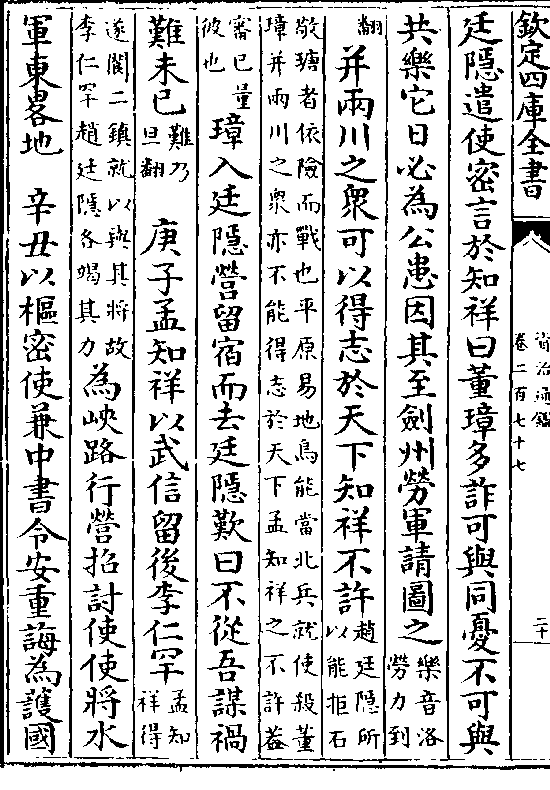 欽定四庫全書
資治通鑑
卷二百七十七
二十
廷隱遣使密言於知祥曰董璋多詐可與同憂不可與
共樂它日必為公患因其至劍州勞軍請圖之樂音洛
勞力到
翻并兩川之衆可以得志於天下知祥不許趙廷隱所
以能拒石
敬瑭者依險而戰也平原易地烏能當北兵就使殺董
璋并兩川之衆亦不能得志於天下孟知祥之不許葢
審已量
彼也璋入廷隱營留宿而去廷隱歎曰不從吾謀禍
難未已難乃
旦翻庚子孟知祥以武信留後李仁罕孟知
祥得
遂閬二鎮就以與其將故
李仁罕趙廷隱各竭其力為峽路行營招討使使將水
軍東畧地 辛丑以樞密使兼中書令安重誨為護國